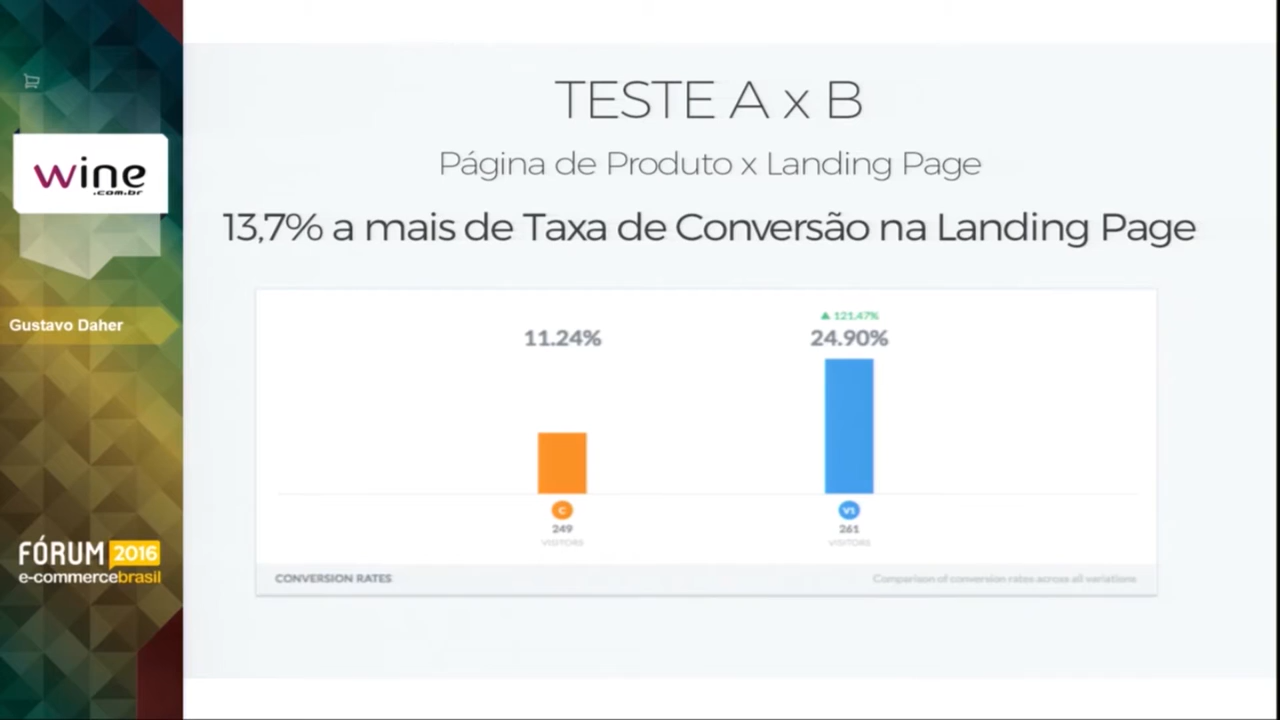 wine
.com.br
Gustavo Daher
FÓRUM 2016
e-commercebrasil
TESTE A x B
Página de Produto x Landing Page
13,7% a mais de Taxa de Conversão na Landing Page
11.24%
▲ 121.47%
24.90%
C
249
VISITORS
V1
261
VISITORS
CONVERSION RATES
Comparison of conversion rates across all variations